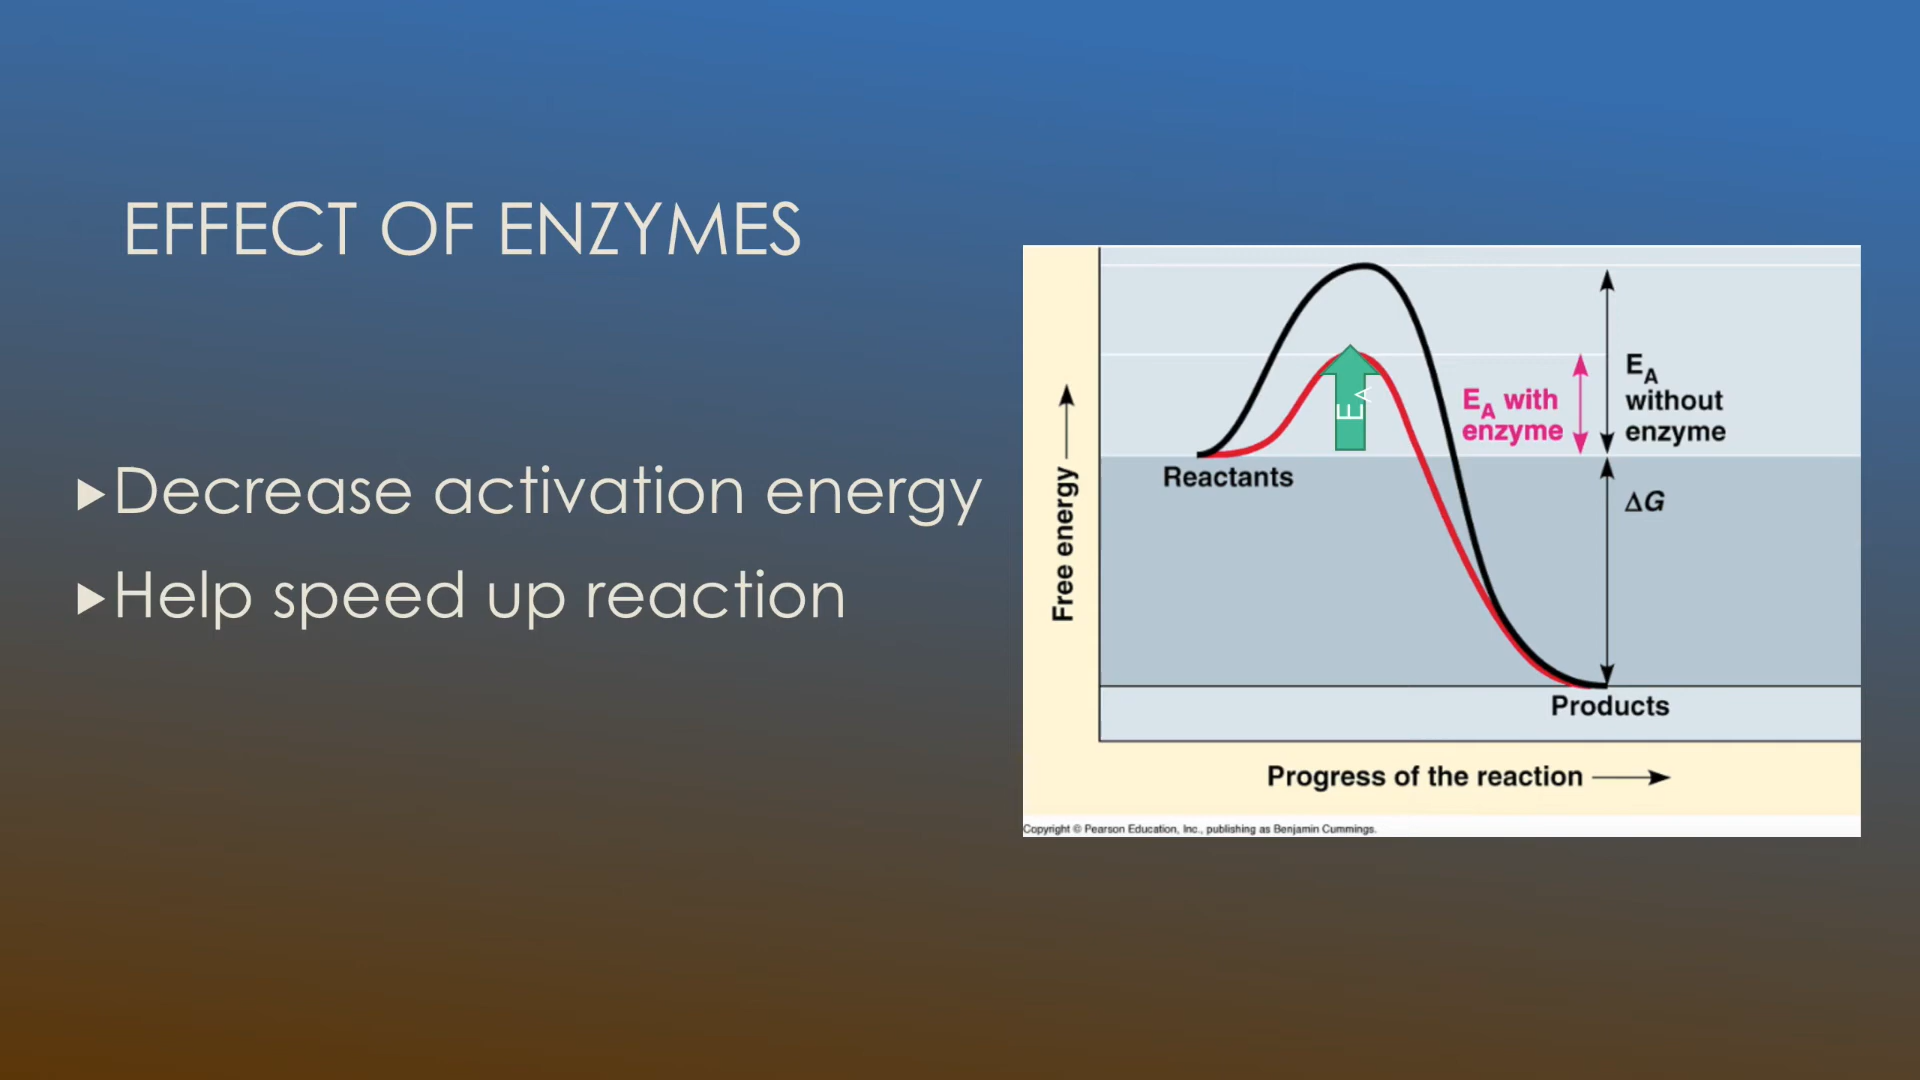 EFFECT OF ENZYMES
▶Decrease activation energy
▶Help speed up reaction
Free energy
Reactants
EA
EA with
enzyme
EA
without
enzyme
ΔG
Products
Progress of the reaction
Copyright © Pearson Education, Inc., publishing as Benjamin Cummings.